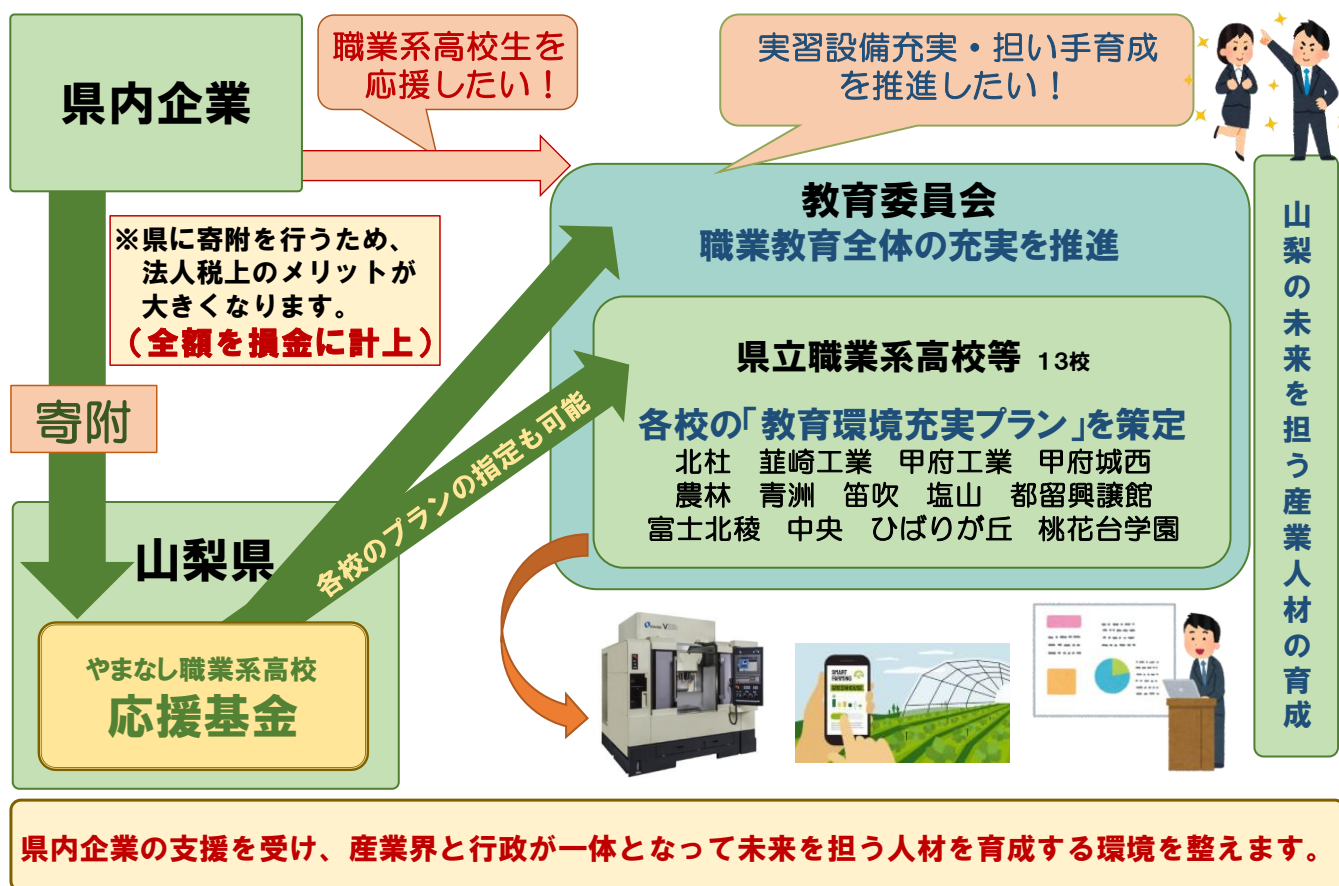 県内企業
職業系高校生を
応援したい！
実習設備充実・担い手育成
を推進したい！
※県に寄附を行うため、
法人税上のメリットが
大きくなります。
（全額を損金に計上）
寄附
山梨県
やまなし職業系高校
応援基金
各校のプランの指定も可能
教育委員会
職業教育全体の充実を推進
県立職業系高校等 13校
各校の「教育環境充実プラン」を策定
北杜 韮崎工業 甲府工業 甲府城西
農林 青洲 笛吹 塩山 都留興譲館
富士北稜 中央 ひばりが丘 桃花台学園
SMART
FARMING
GREENHOUSE
山梨の未来を担う産業人材の育成
県内企業の支援を受け、産業界と行政が一体となって未来を担う人材を育成する環境を整えます。